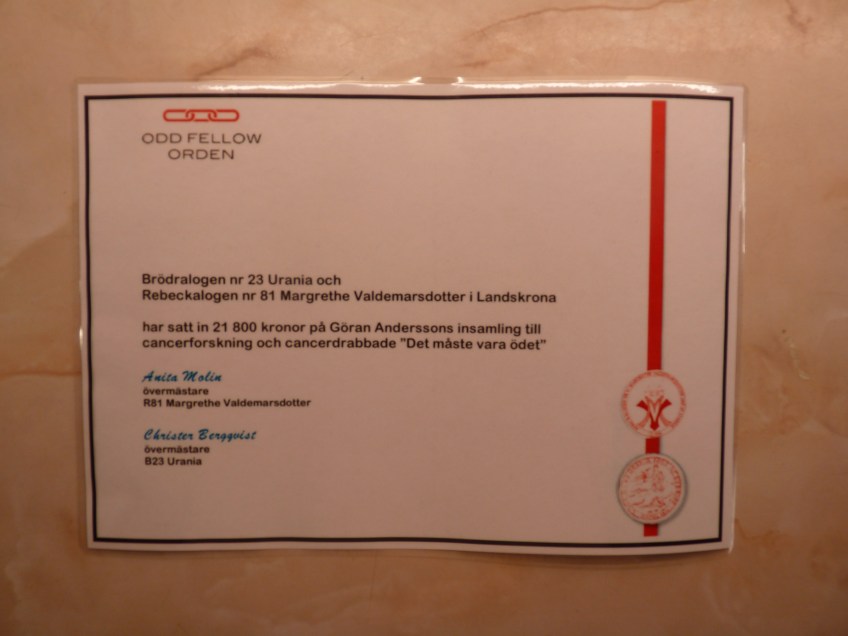 ODD FELLOW
ORDEN
Brödralogen nr 23 Urania och
Rebeckalogen nr 81 Margrethe Valdemarsdotter i Landskrona
har satt in 21 800 kronor på Göran Anderssons insamling till
cancerforskning och cancerdrabbade "Det måste vara ödet"
Anita Molin
övermästare
R81 Margrethe Valdemarsdotter
Christer Bergqvist
övermästare
B23 Urania